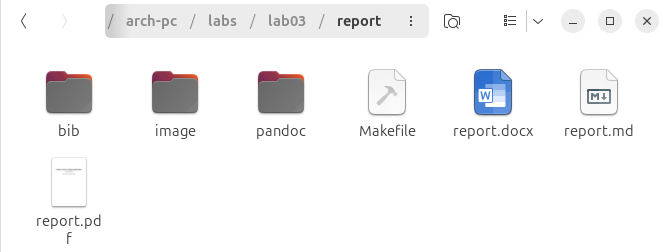 / arch-pc / labs / lab03 / report
bib image pandoc Makefile report.docx report.md
W M
report.pd
f